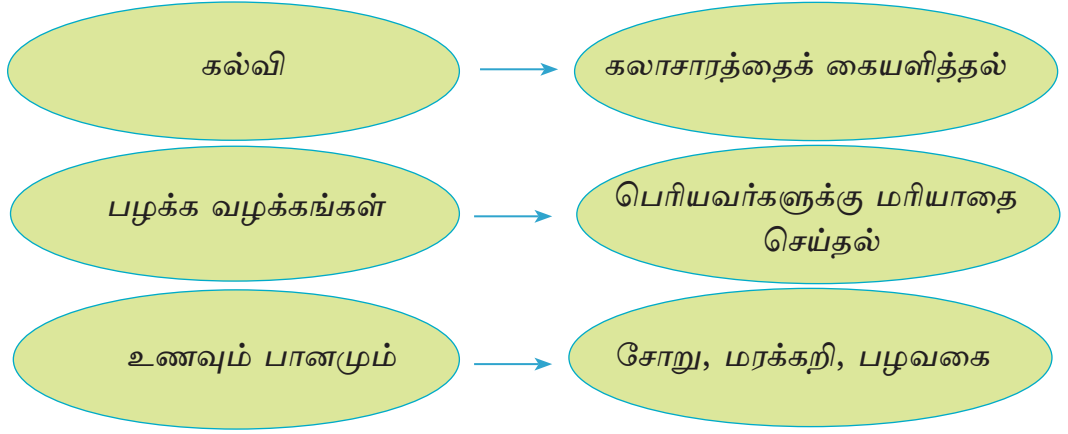 கல்வி
கலாசாரத்தைக் கையளித்தல்
பழக்க வழக்கங்கள்
பெரியவர்களுக்கு மரியாதை
செய்தல்
உணவும் பானமும்
சோறு, மரக்கறி, பழவகை